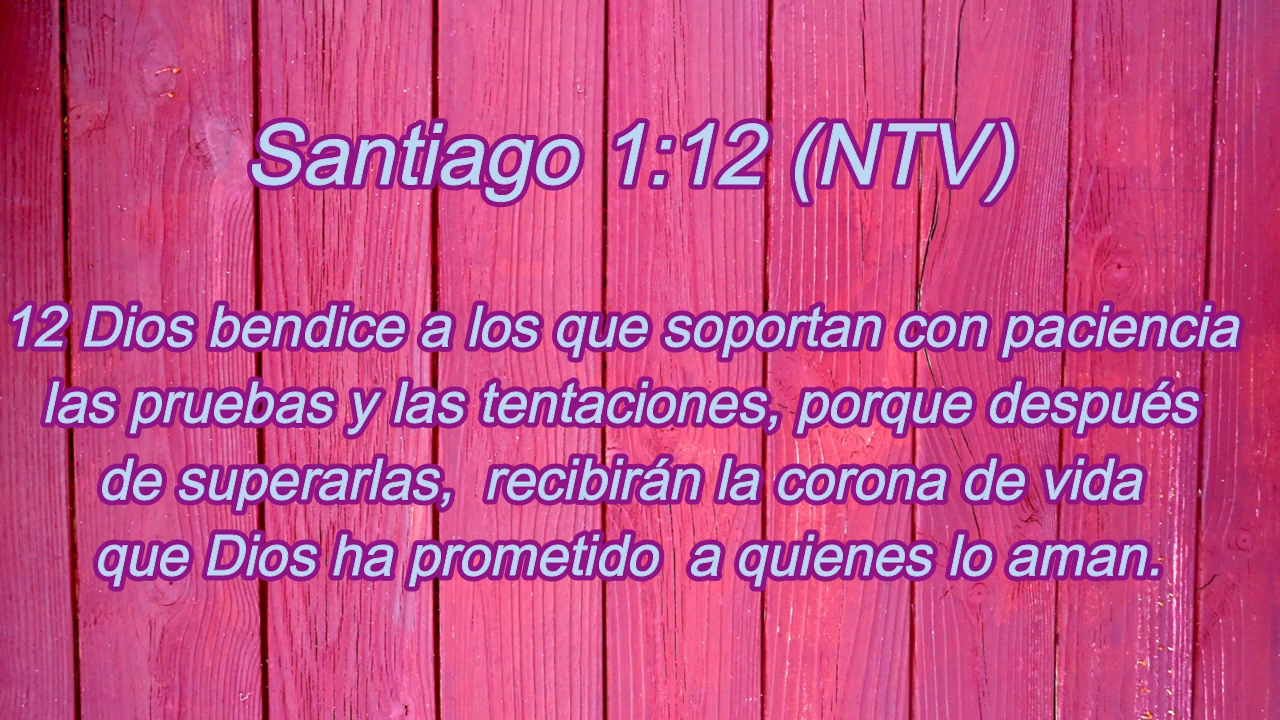 Santiago 1:12 (NTV)
12 Dios bendice a los que soportan con paciencia
las pruebas y las tentaciones, porque después
de superarlas, recibirán la corona de vida
que Dios ha prometido a quienes lo aman.